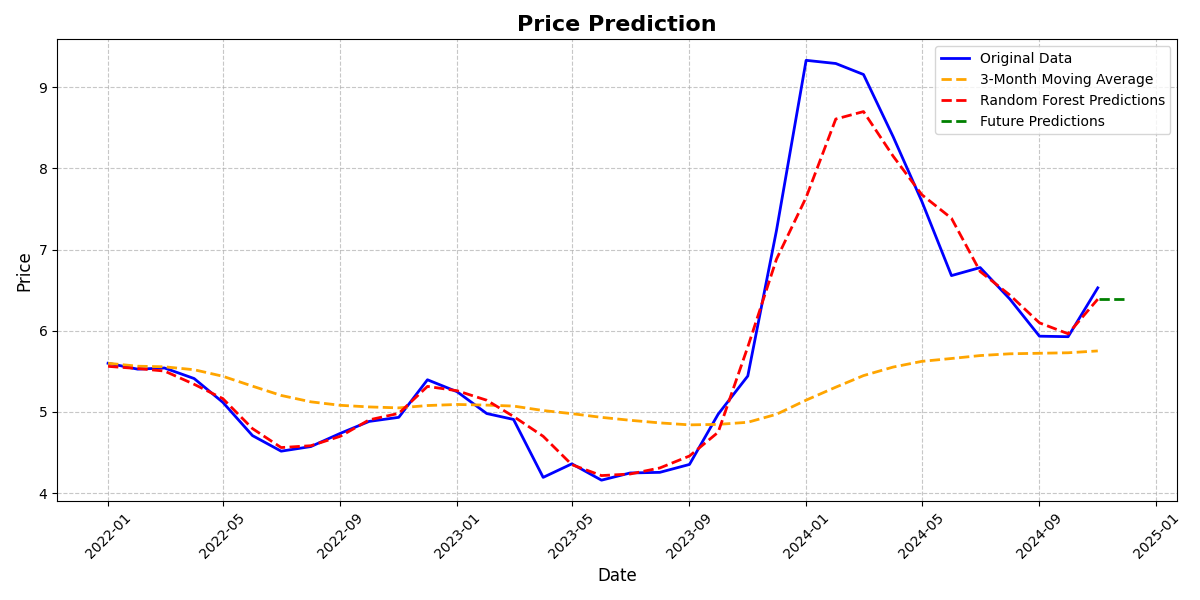 Price Prediction
Original Data
3-Month Moving Average
Random Forest Predictions
Future Predictions
Price
9
8
7
6
5
4
2022-01
2022-05
2022-09
2023-01
2023-05
2023-09
2024-01
2024-05
2024-09
2025-01
Date